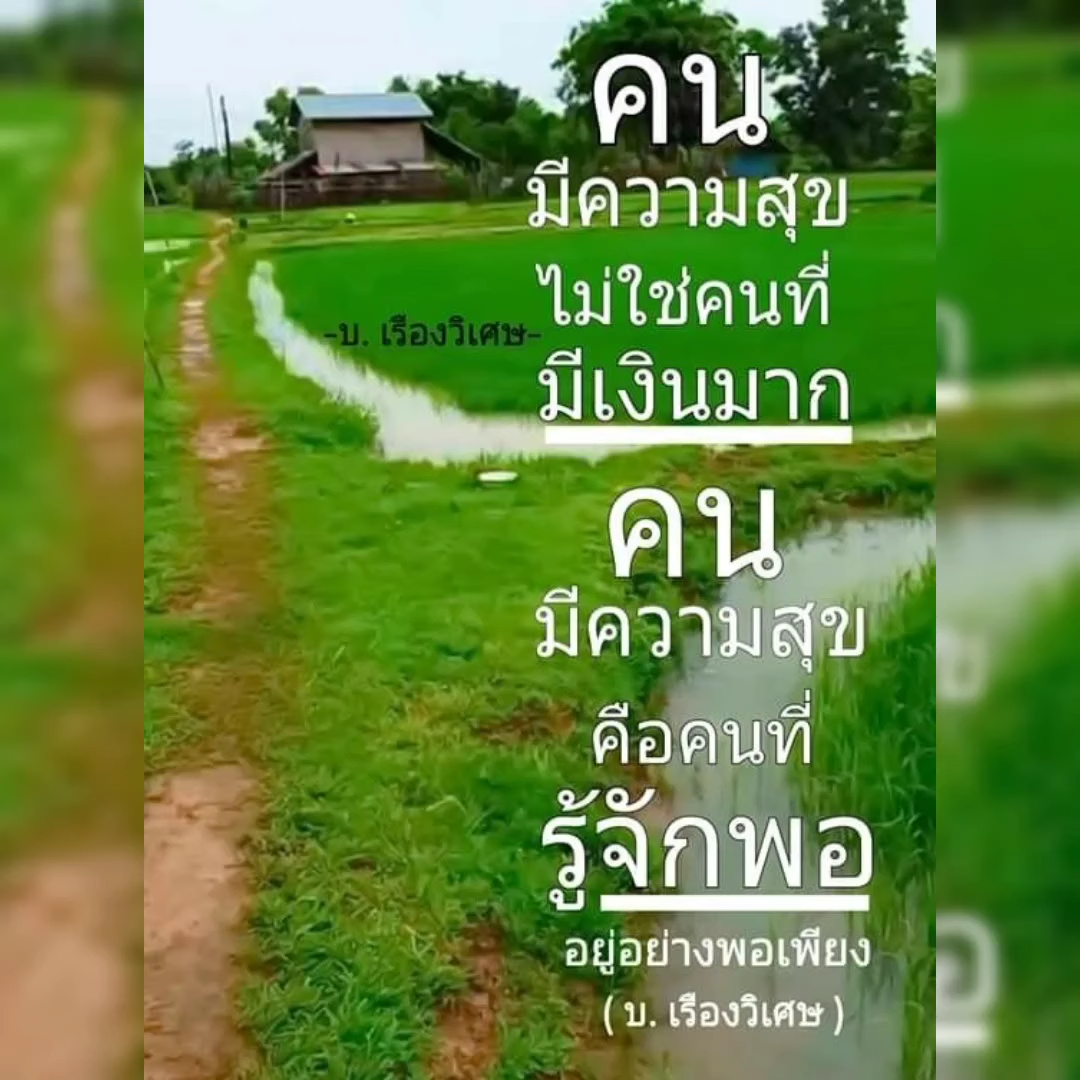 คน
มีความสุข
ไม่ใช่คนที่
-บ. เรืองวิเศษ-
มีเงินมาก
คน
มีความสุข
คือคนที่
รู้จักพอ
อยู่อย่างพอเพียง
( บ. เรืองวิเศษ )